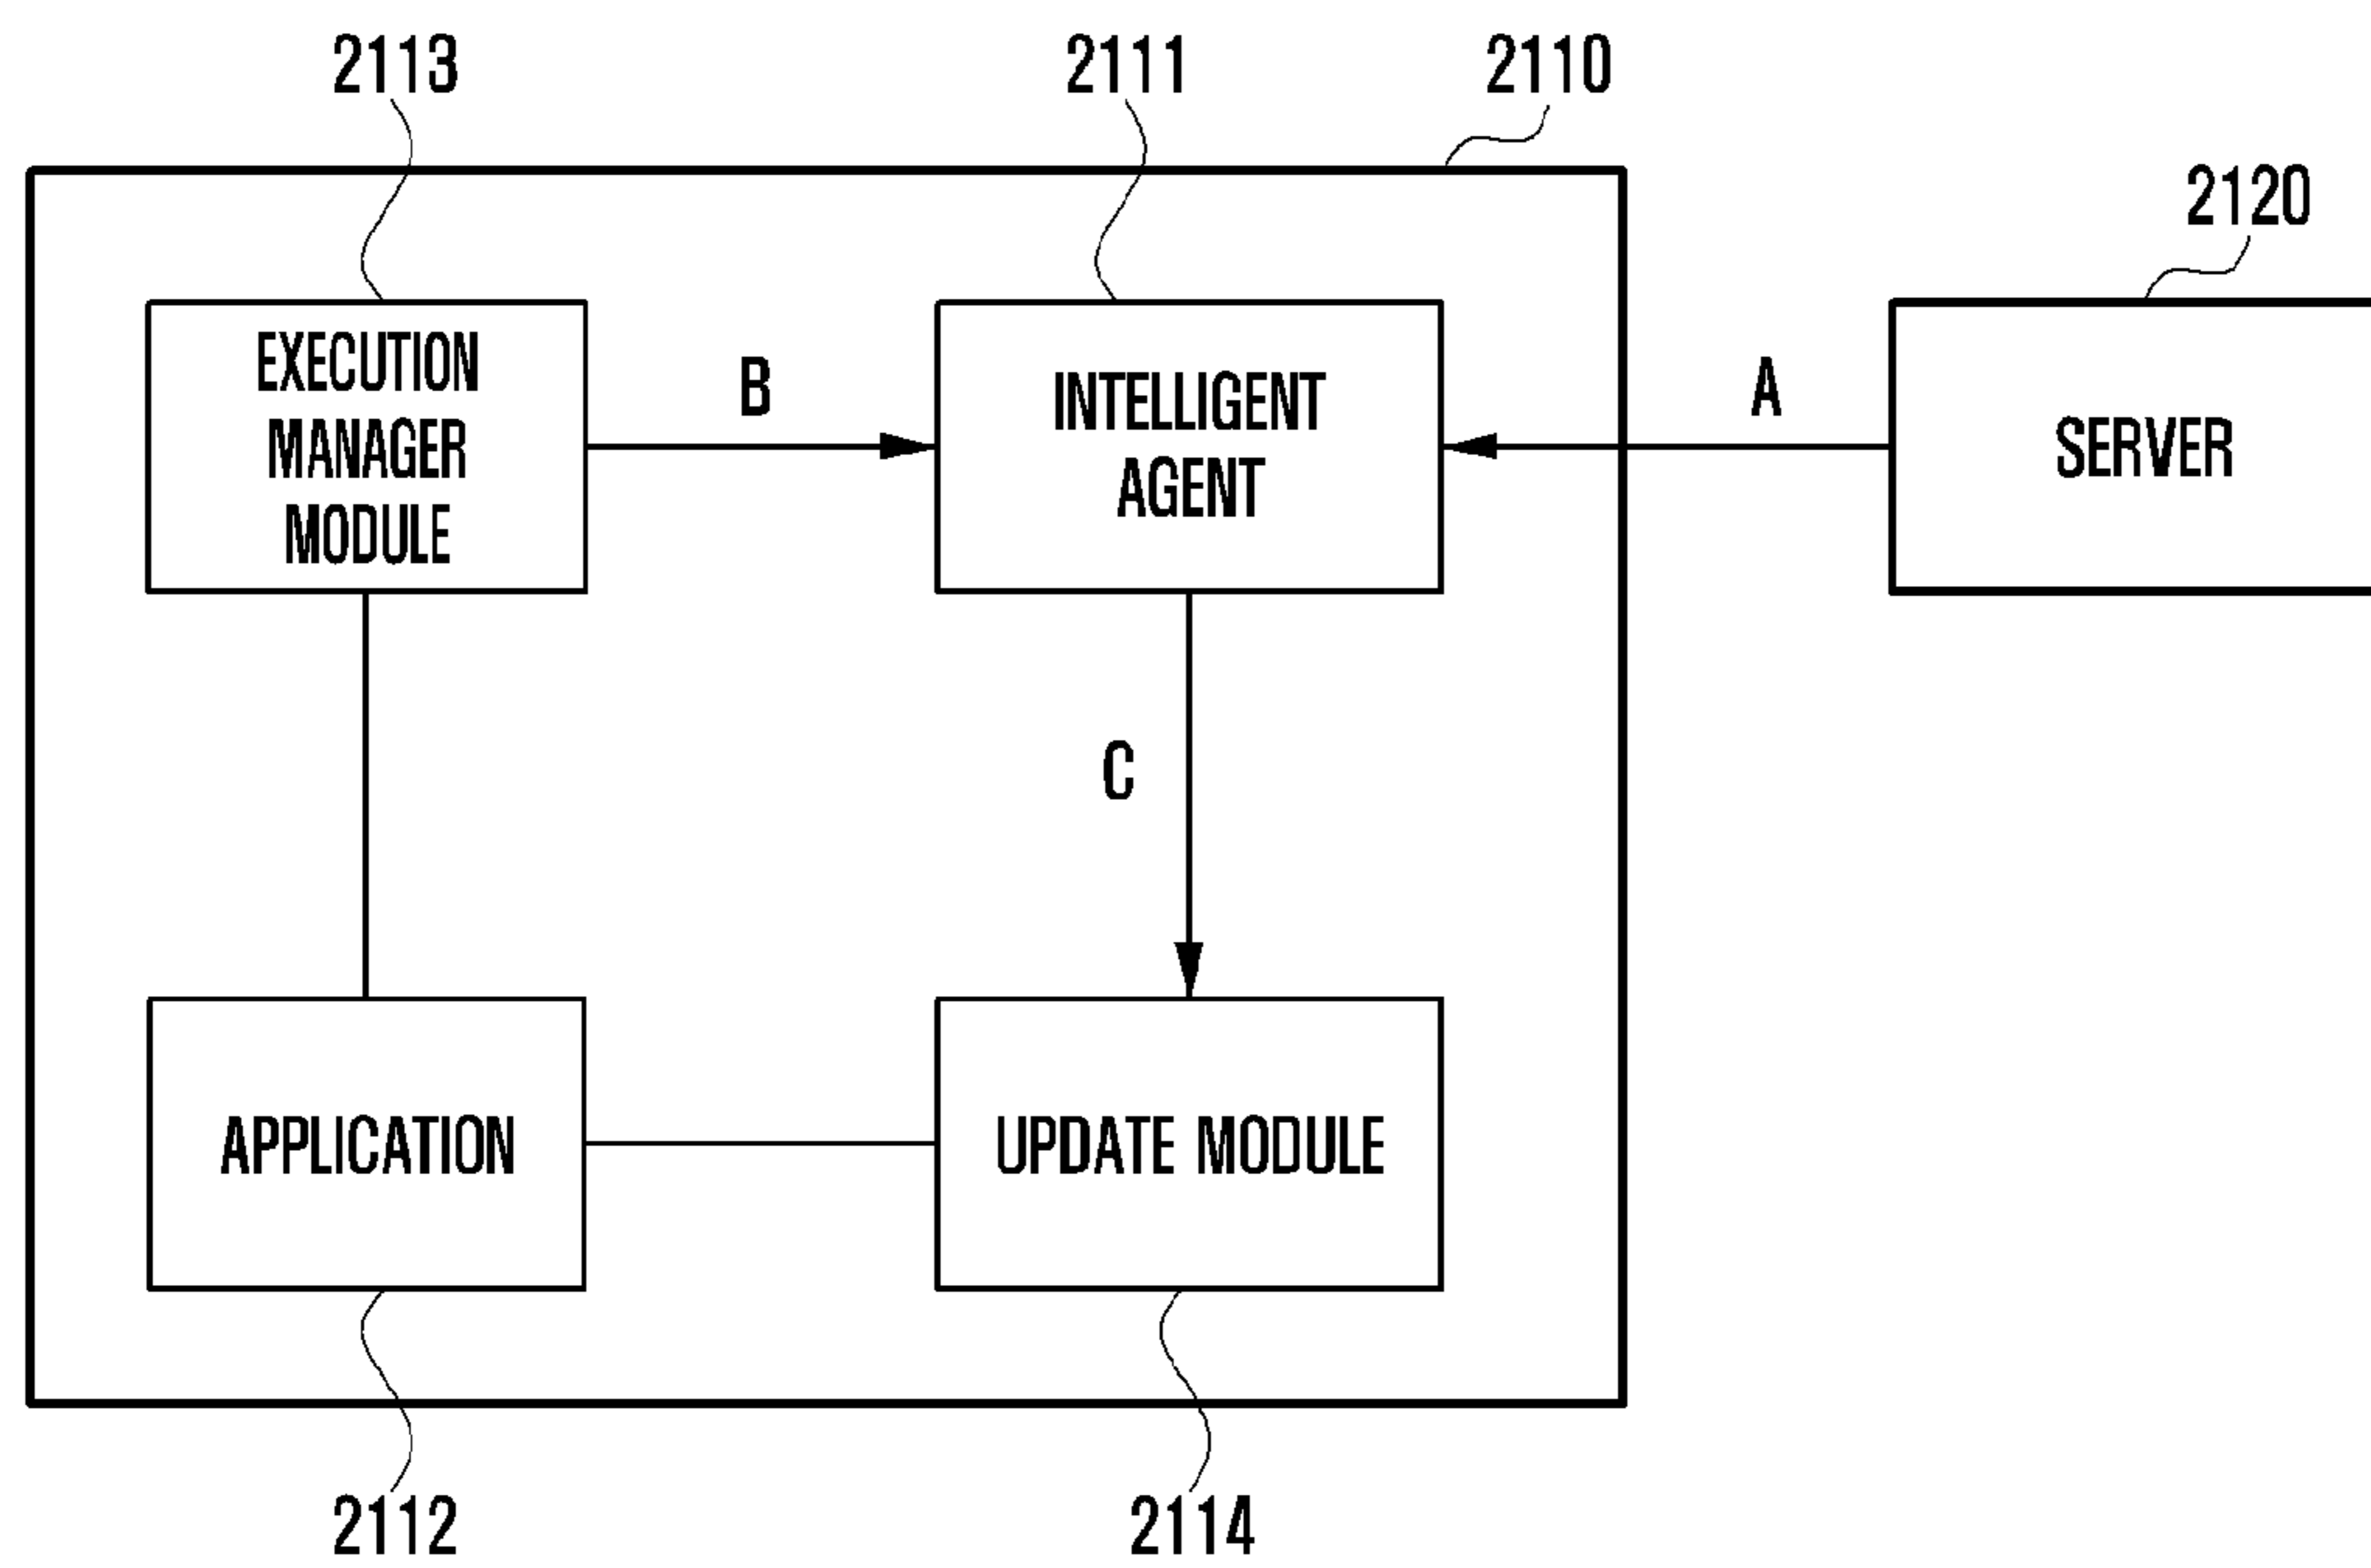 2113
2111
2110
2120
EXECUTION
MANAGER
MODULE
B
INTELLIGENT
AGENT
A
SERVER
C
APPLICATION
UPDATE MODULE
2112
2114